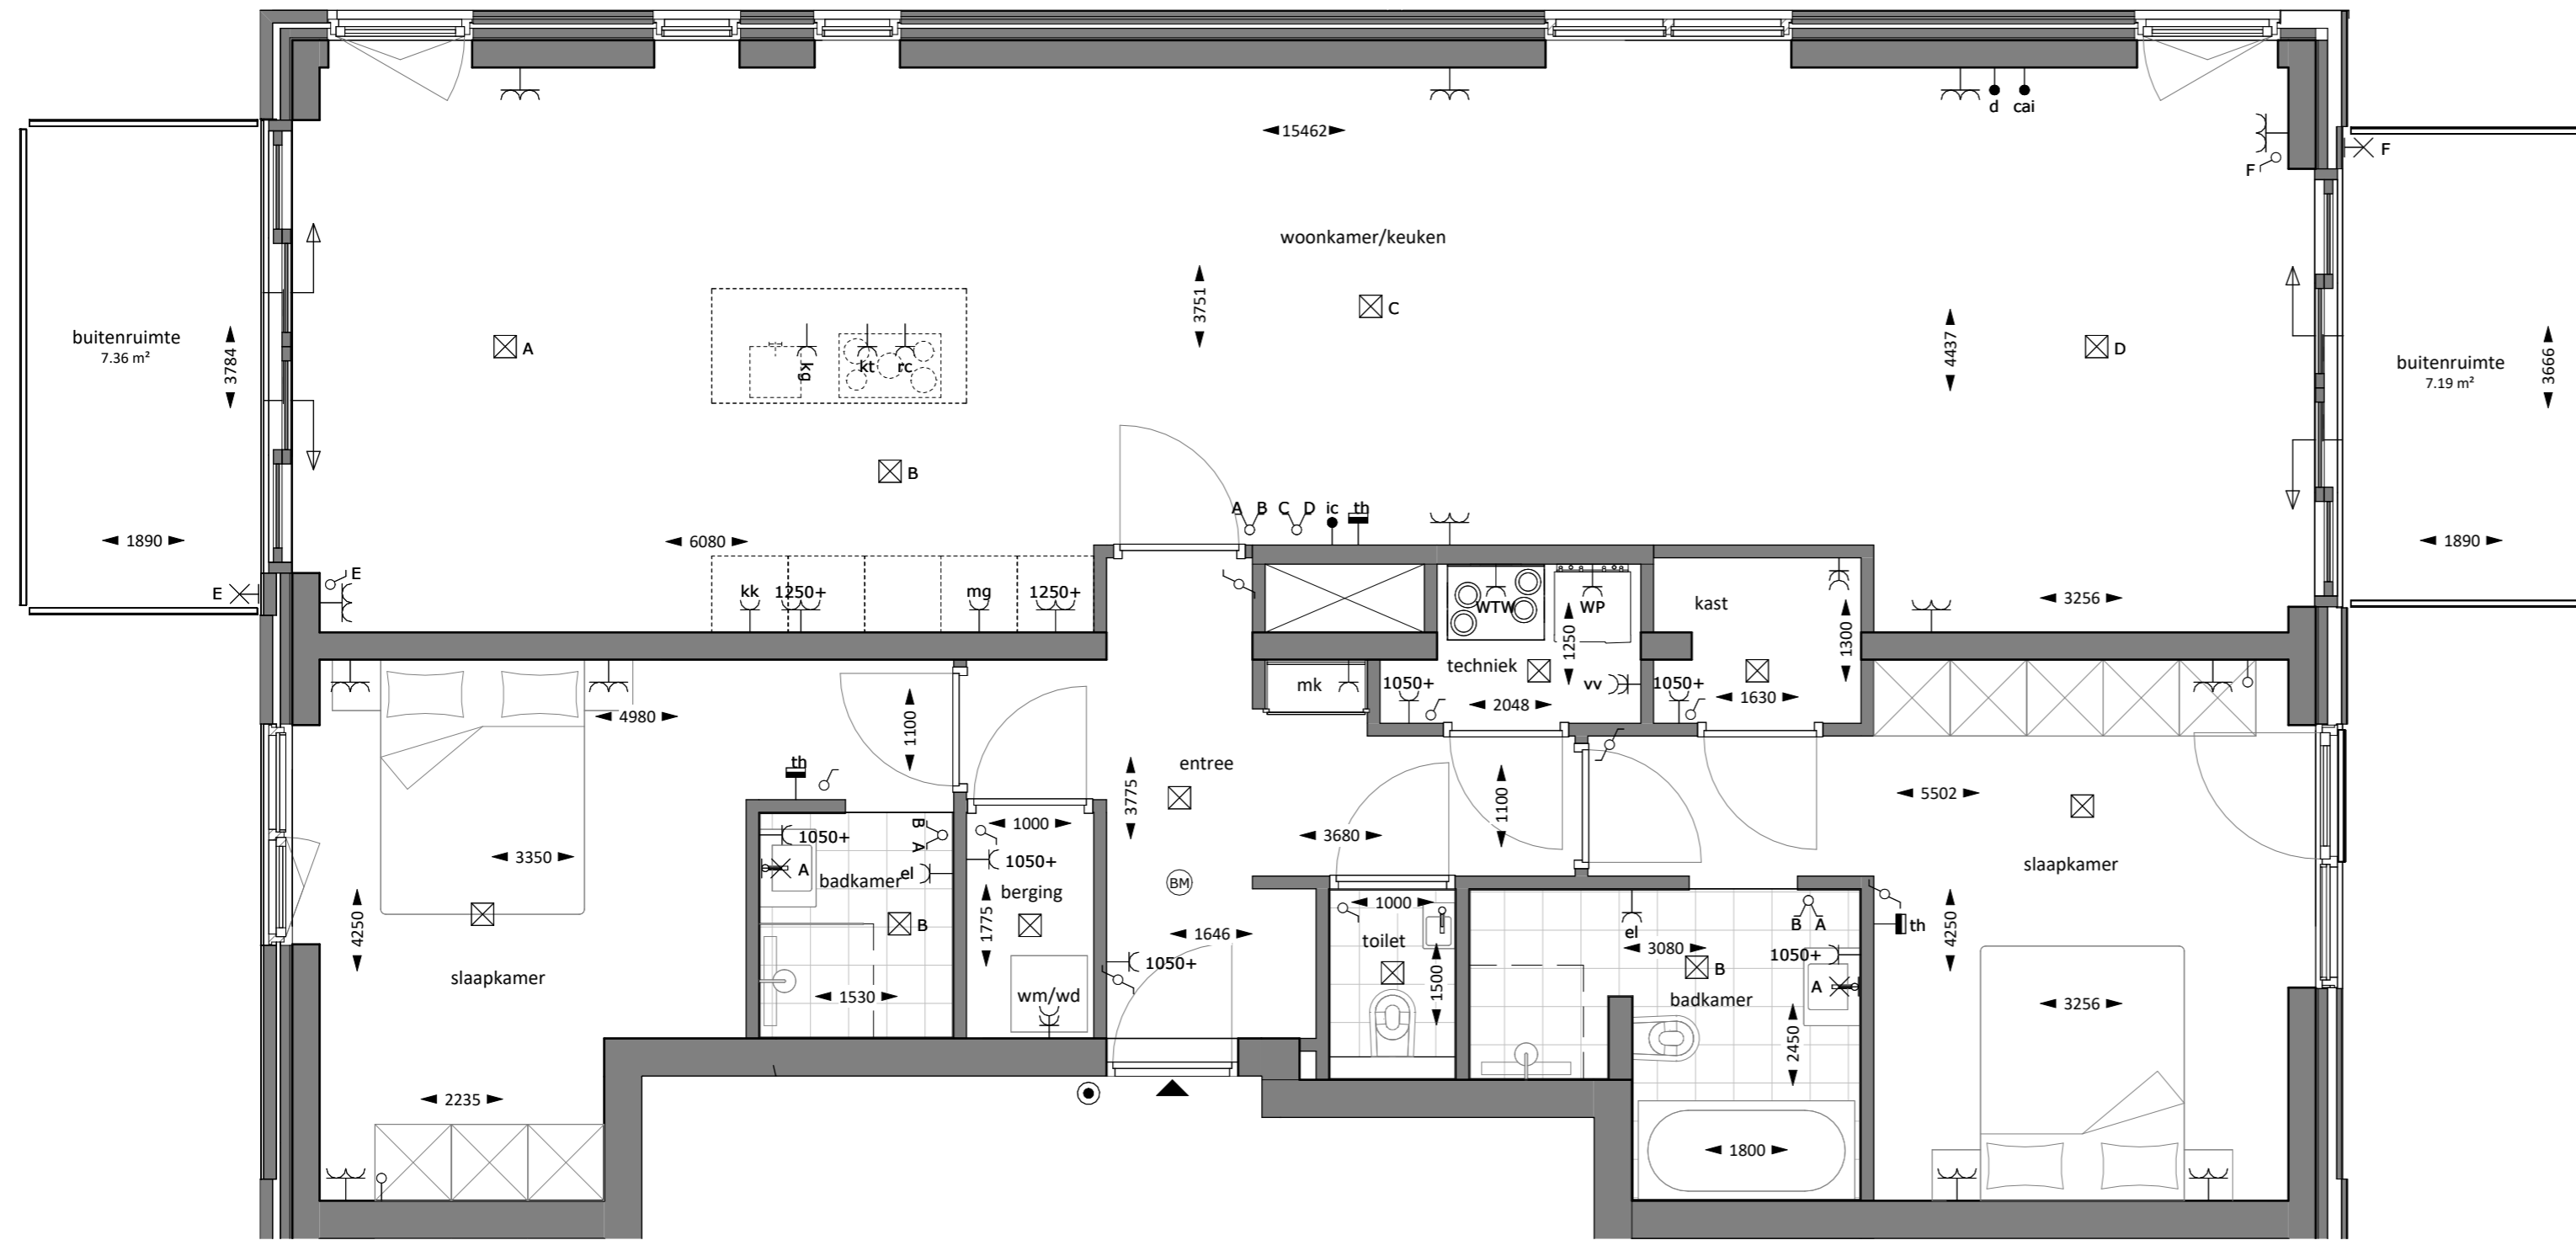 d
cai
15462
F
F
woonkamer/keuken
C
3751
A
D
4437
buitenruimte
7.36 m²
3784
buitenruimte
7.19 m²
3666
kg
kt
rc
B
A B C D ic th
1890
6080
1890
E
E
kk
1250+
mg
1250+
WTW
WP
kast
3256
1250
1300
techniek
mk
1050+
vv
1050+
2048
1630
4980
1100
th
entree
3775
1100
5502
3680
1050+
B
A
1000
3350
A
badkamer
el
1050+
berging
BM
slaapkamer
4250
B
1775
1646
1000
toilet
el
B A
th
4250
3080
1050+
B
slaapkamer
1530
wm/wd
1050+
1500
badkamer
A
3256
2450
2235
1800